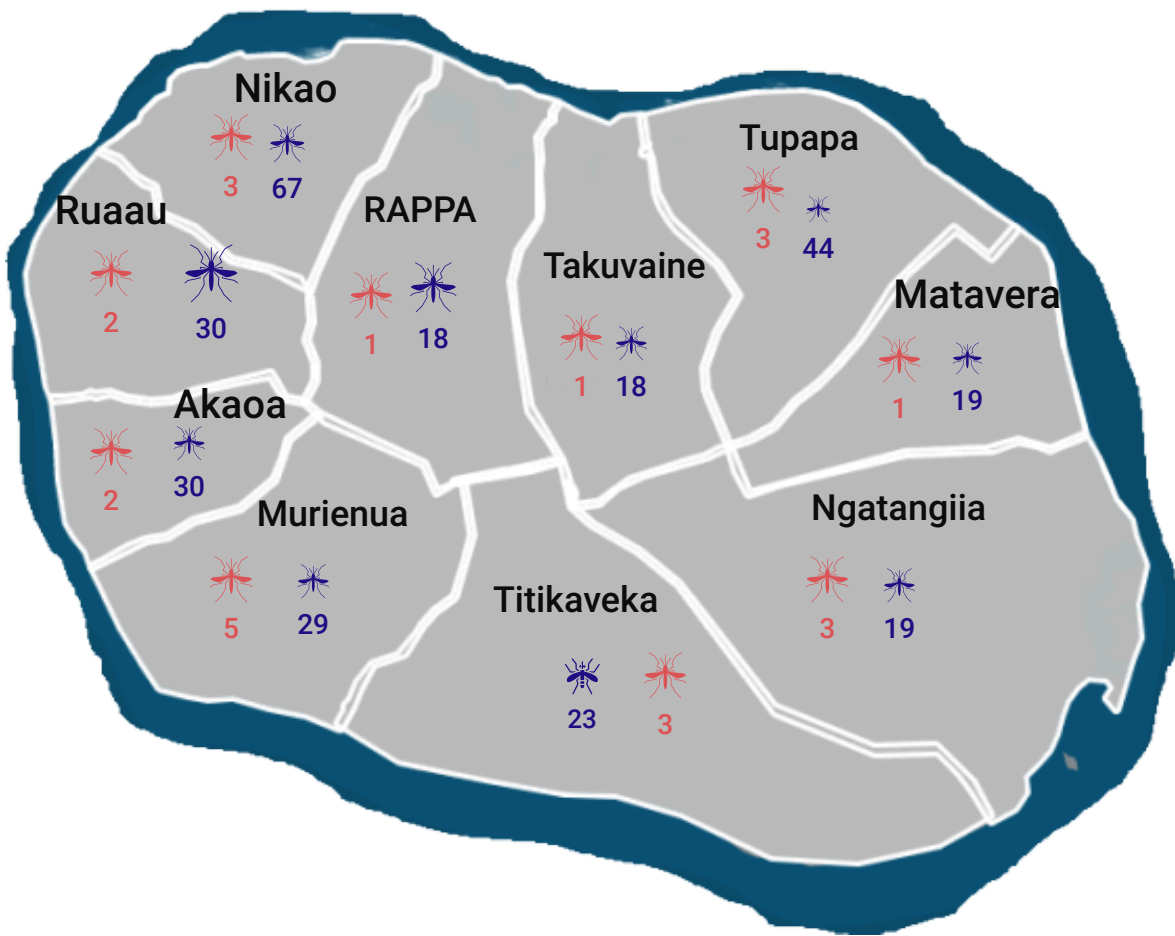 Nikao
3 67
Tupapa
3 44
Ruaau
2 30
RAPPA
1 18
Takuvaine
1 18
Matavera
1 19
Akaoa
2 30
Murienua
5 29
Ngatangiia
3 19
Titikaveka
23 3